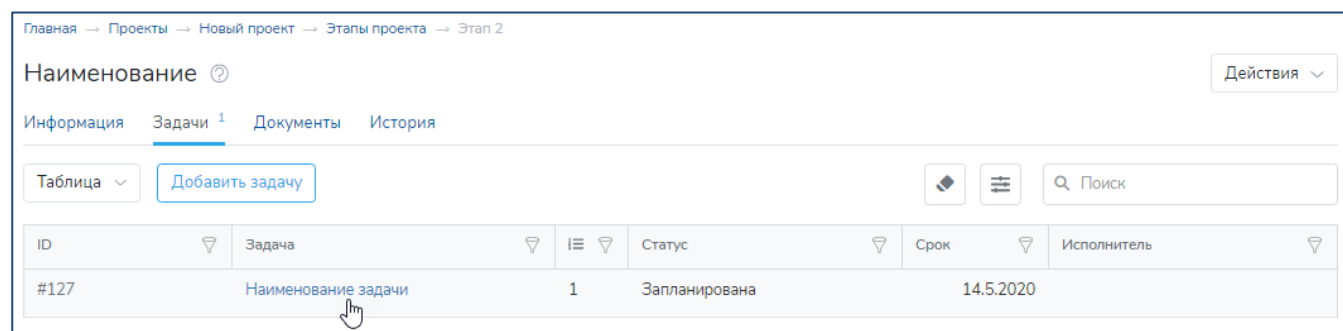 Главная → Проекты → Новый проект → Этапы проекта → Этап 2
Наименование
Действия
Информация Задачи 1 Документы История
Таблица Добавить задачу Поиск
ID Задача Статус Срок Исполнитель
#127 Наименование задачи 1 Запланирована 14.5.2020